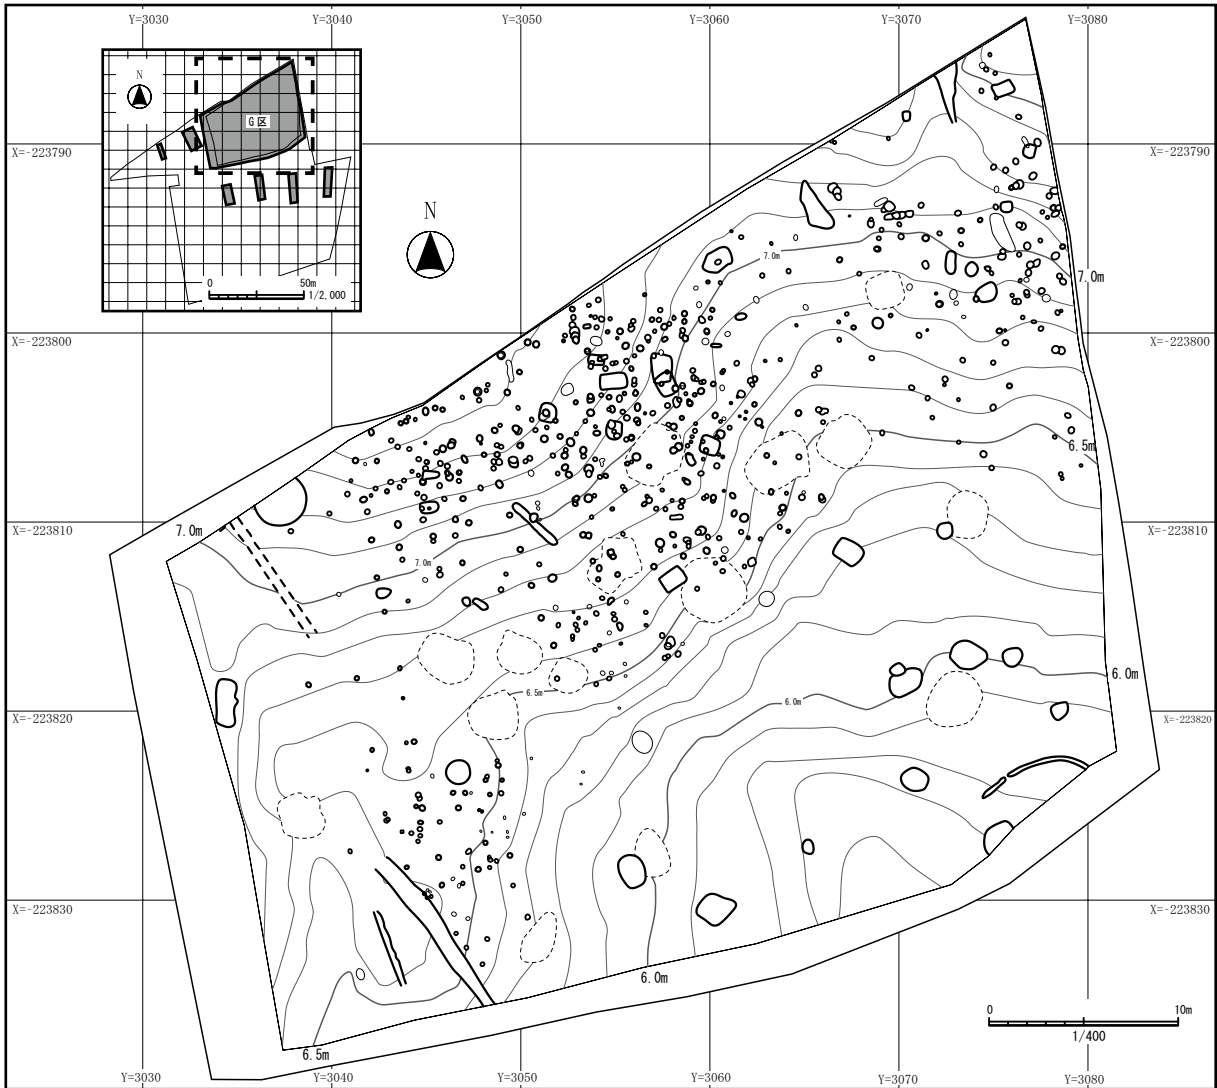 Y=3030
Y=3040
Y=3050
Y=3060
Y=3070
Y=3080
N
G区
0
50m
1/2,000
X=-223790
X=-223790
N
7.0m
7.0m
X=-223800
X=-223800
6.5m
7.0m
X=-223810
X=-223810
7.0m
6.0m
6.5m
6.0m
X=-223820
X=-223820
X=-223830
X=-223830
6.0m
0
10m
1/400
6.5m
Y=3030
Y=3040
Y=3050
Y=3060
Y=3070
Y=3080